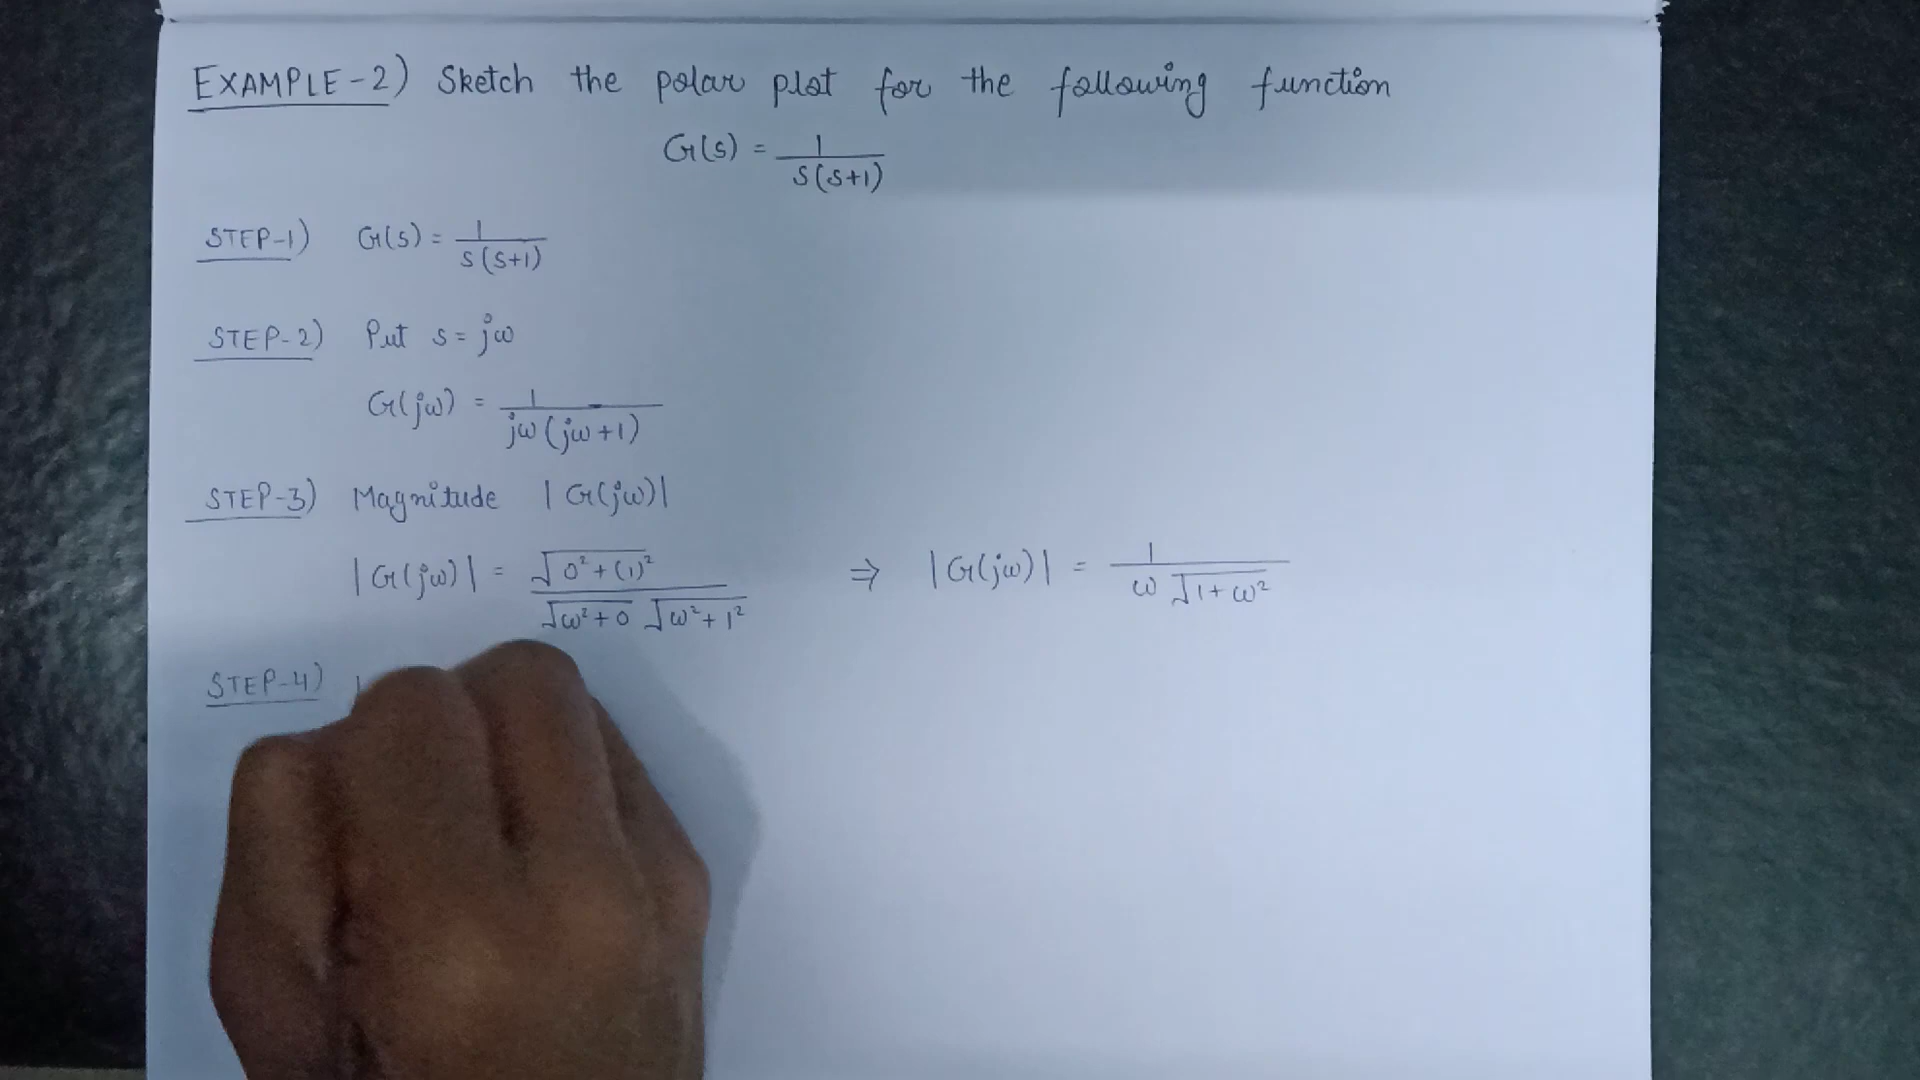 EXAMPLE-2) Sketch the polar plot for the following function
G(s) = 1/s(s+1)
STEP-1) G(s) = 1/s(s+1)
STEP-2) Put s = jω
G(jω) = 1/jω(jω+1)
STEP-3) Magnitude |G(jω)|
|G(jω)| = √0²+(1)²/√ω²+0 √ω²+1² ⇒ |G(jω)| = 1/ω√1+ω²
STEP-4)